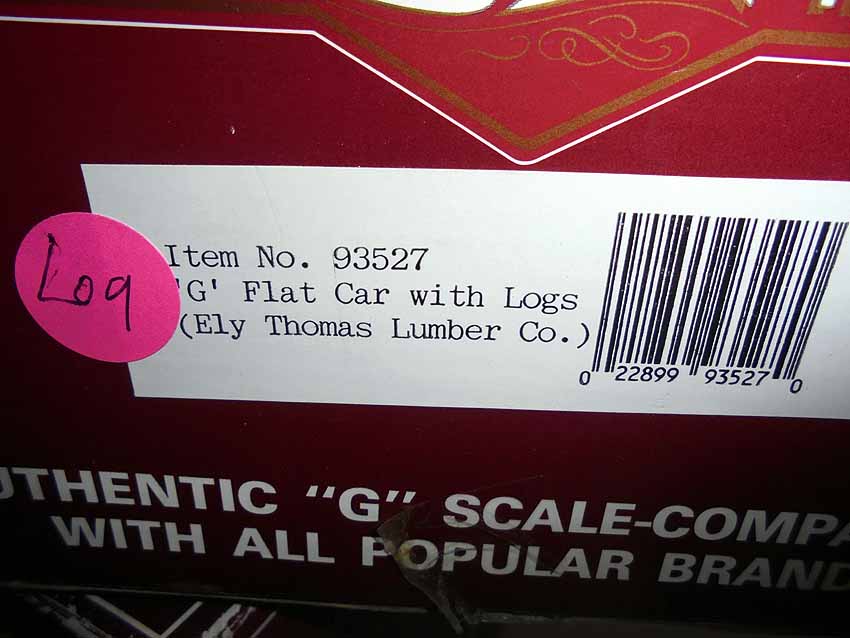 Log
Item No. 93527
'G' Flat Car with Logs
(Ely Thomas Lumber Co.)
0 22899 93527 0
UTHENTIC "G" SCALE-COMPA
WITH ALL POPULAR BRAND